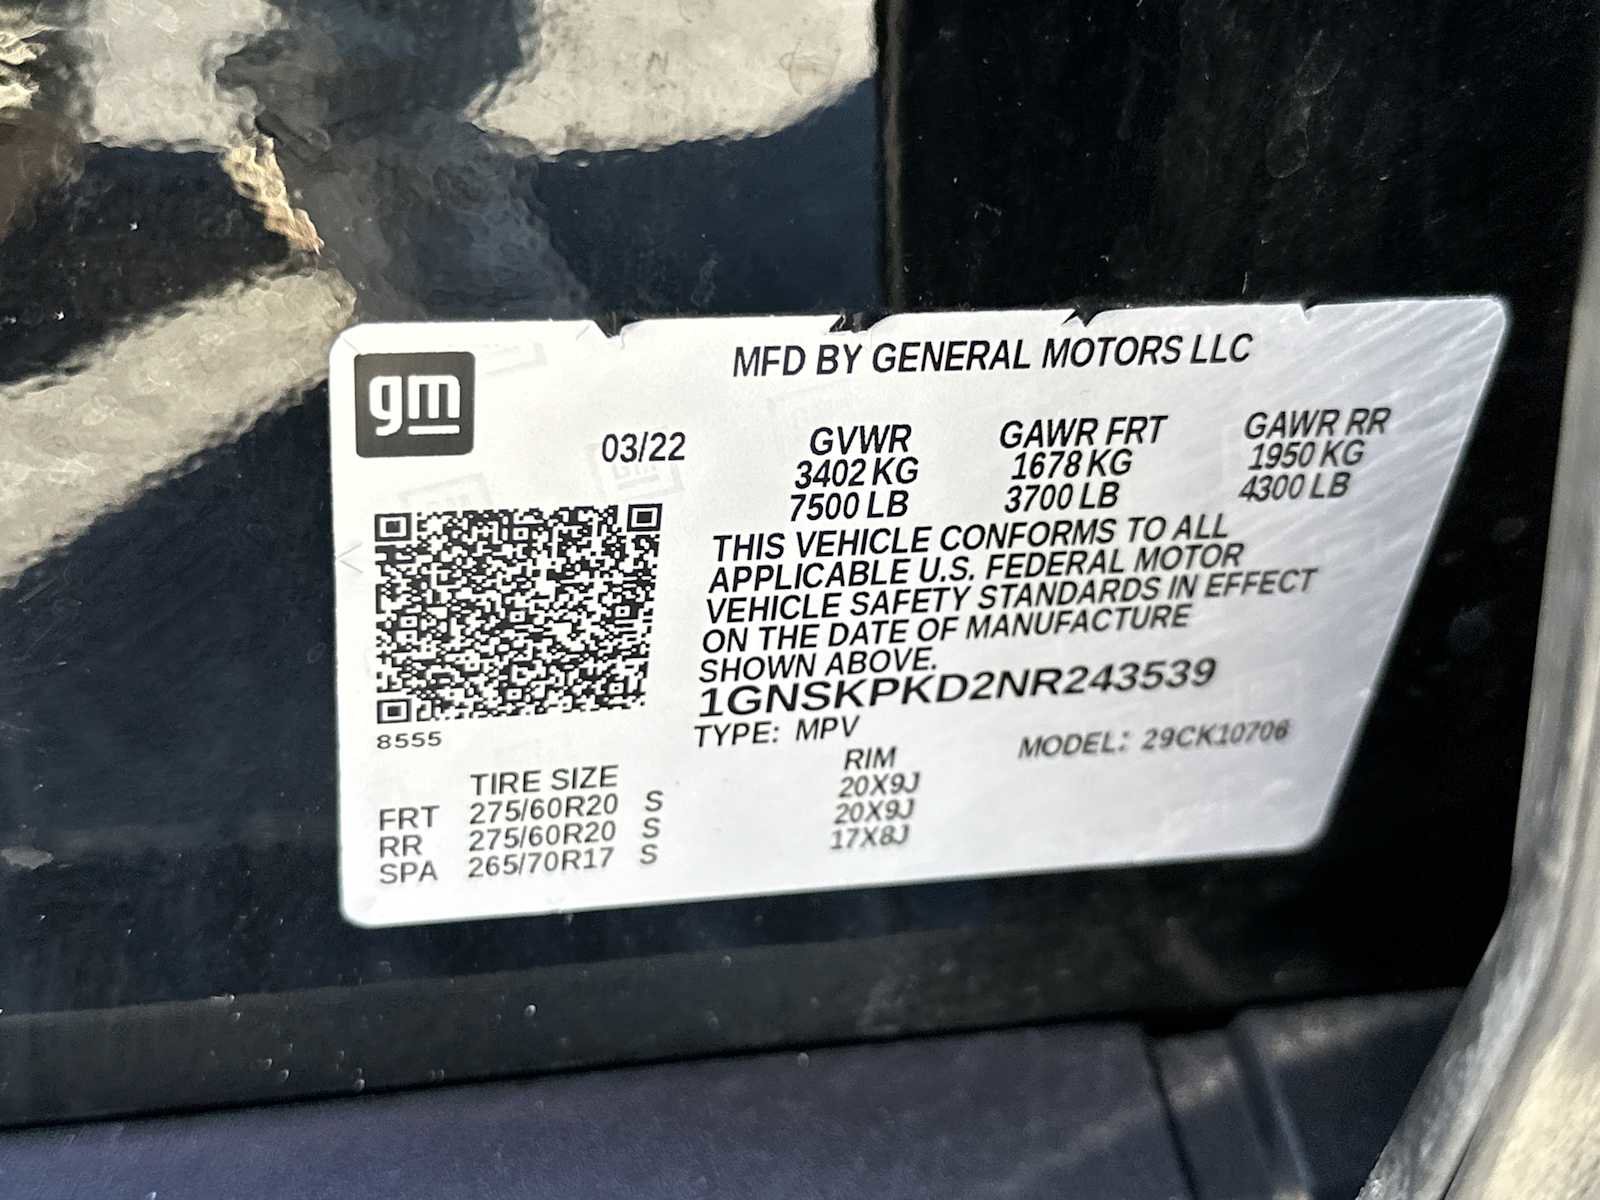 gm
MFD BY GENERAL MOTORS LLC
03/22 GVWR GAWR FRT GAWR RR
3402 KG 1678 KG 1950 KG
7500 LB 3700 LB 4300 LB
THIS VEHICLE CONFORMS TO ALL
APPLICABLE U.S. FEDERAL MOTOR
VEHICLE SAFETY STANDARDS IN EFFECT
ON THE DATE OF MANUFACTURE
SHOWN ABOVE.
1GNSKPKD2NR243539
TYPE: MPV MODEL: 29CK10706
8555
TIRE SIZE RIM
FRT 275/60R20 S 20X9J
RR 275/60R20 S 20X9J
SPA 265/70R17 S 17X8J